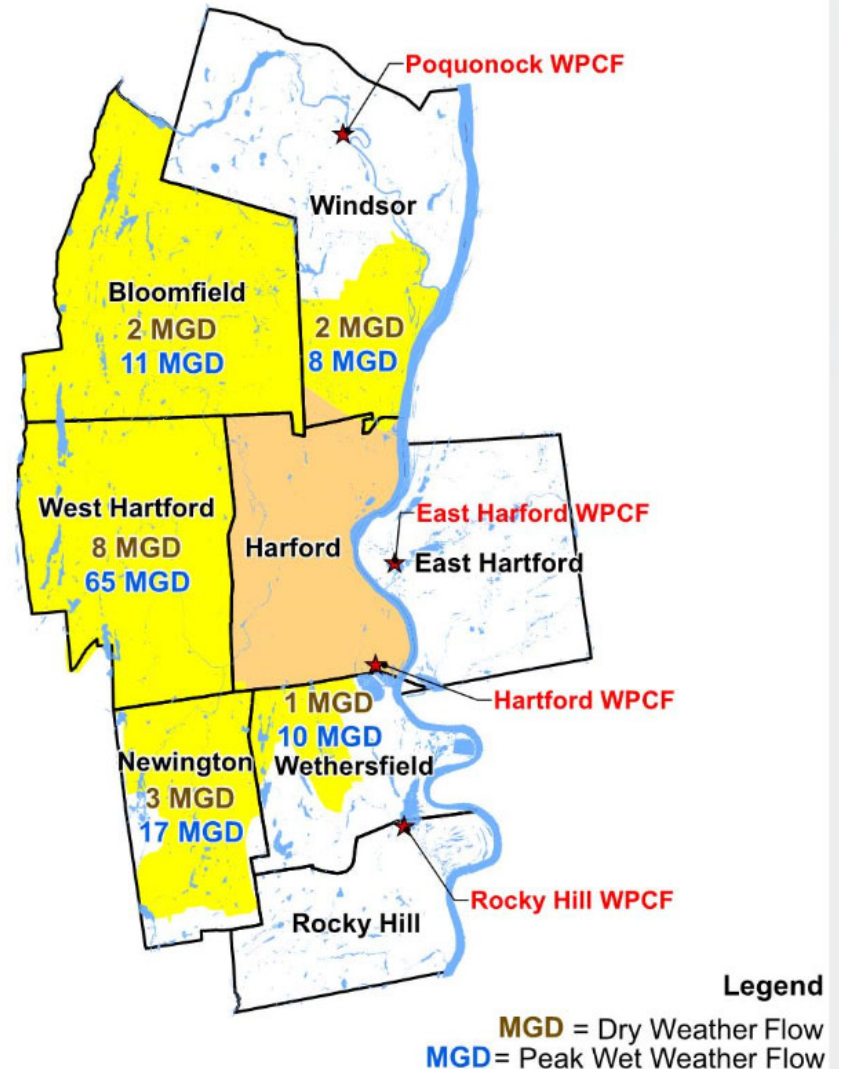 Poquonock WPCF
Windsor
Bloomfield
2 MGD
11 MGD
2 MGD
8 MGD
West Hartford
8 MGD
65 MGD
Harford
East Harford WPCF
East Hartford
Hartford WPCF
1 MGD
10 MGD
Wethersfield
Newington
3 MGD
17 MGD
Rocky Hill WPCF
Rocky Hill
Legend
MGD = Dry Weather Flow
MGD= Peak Wet Weather Flow